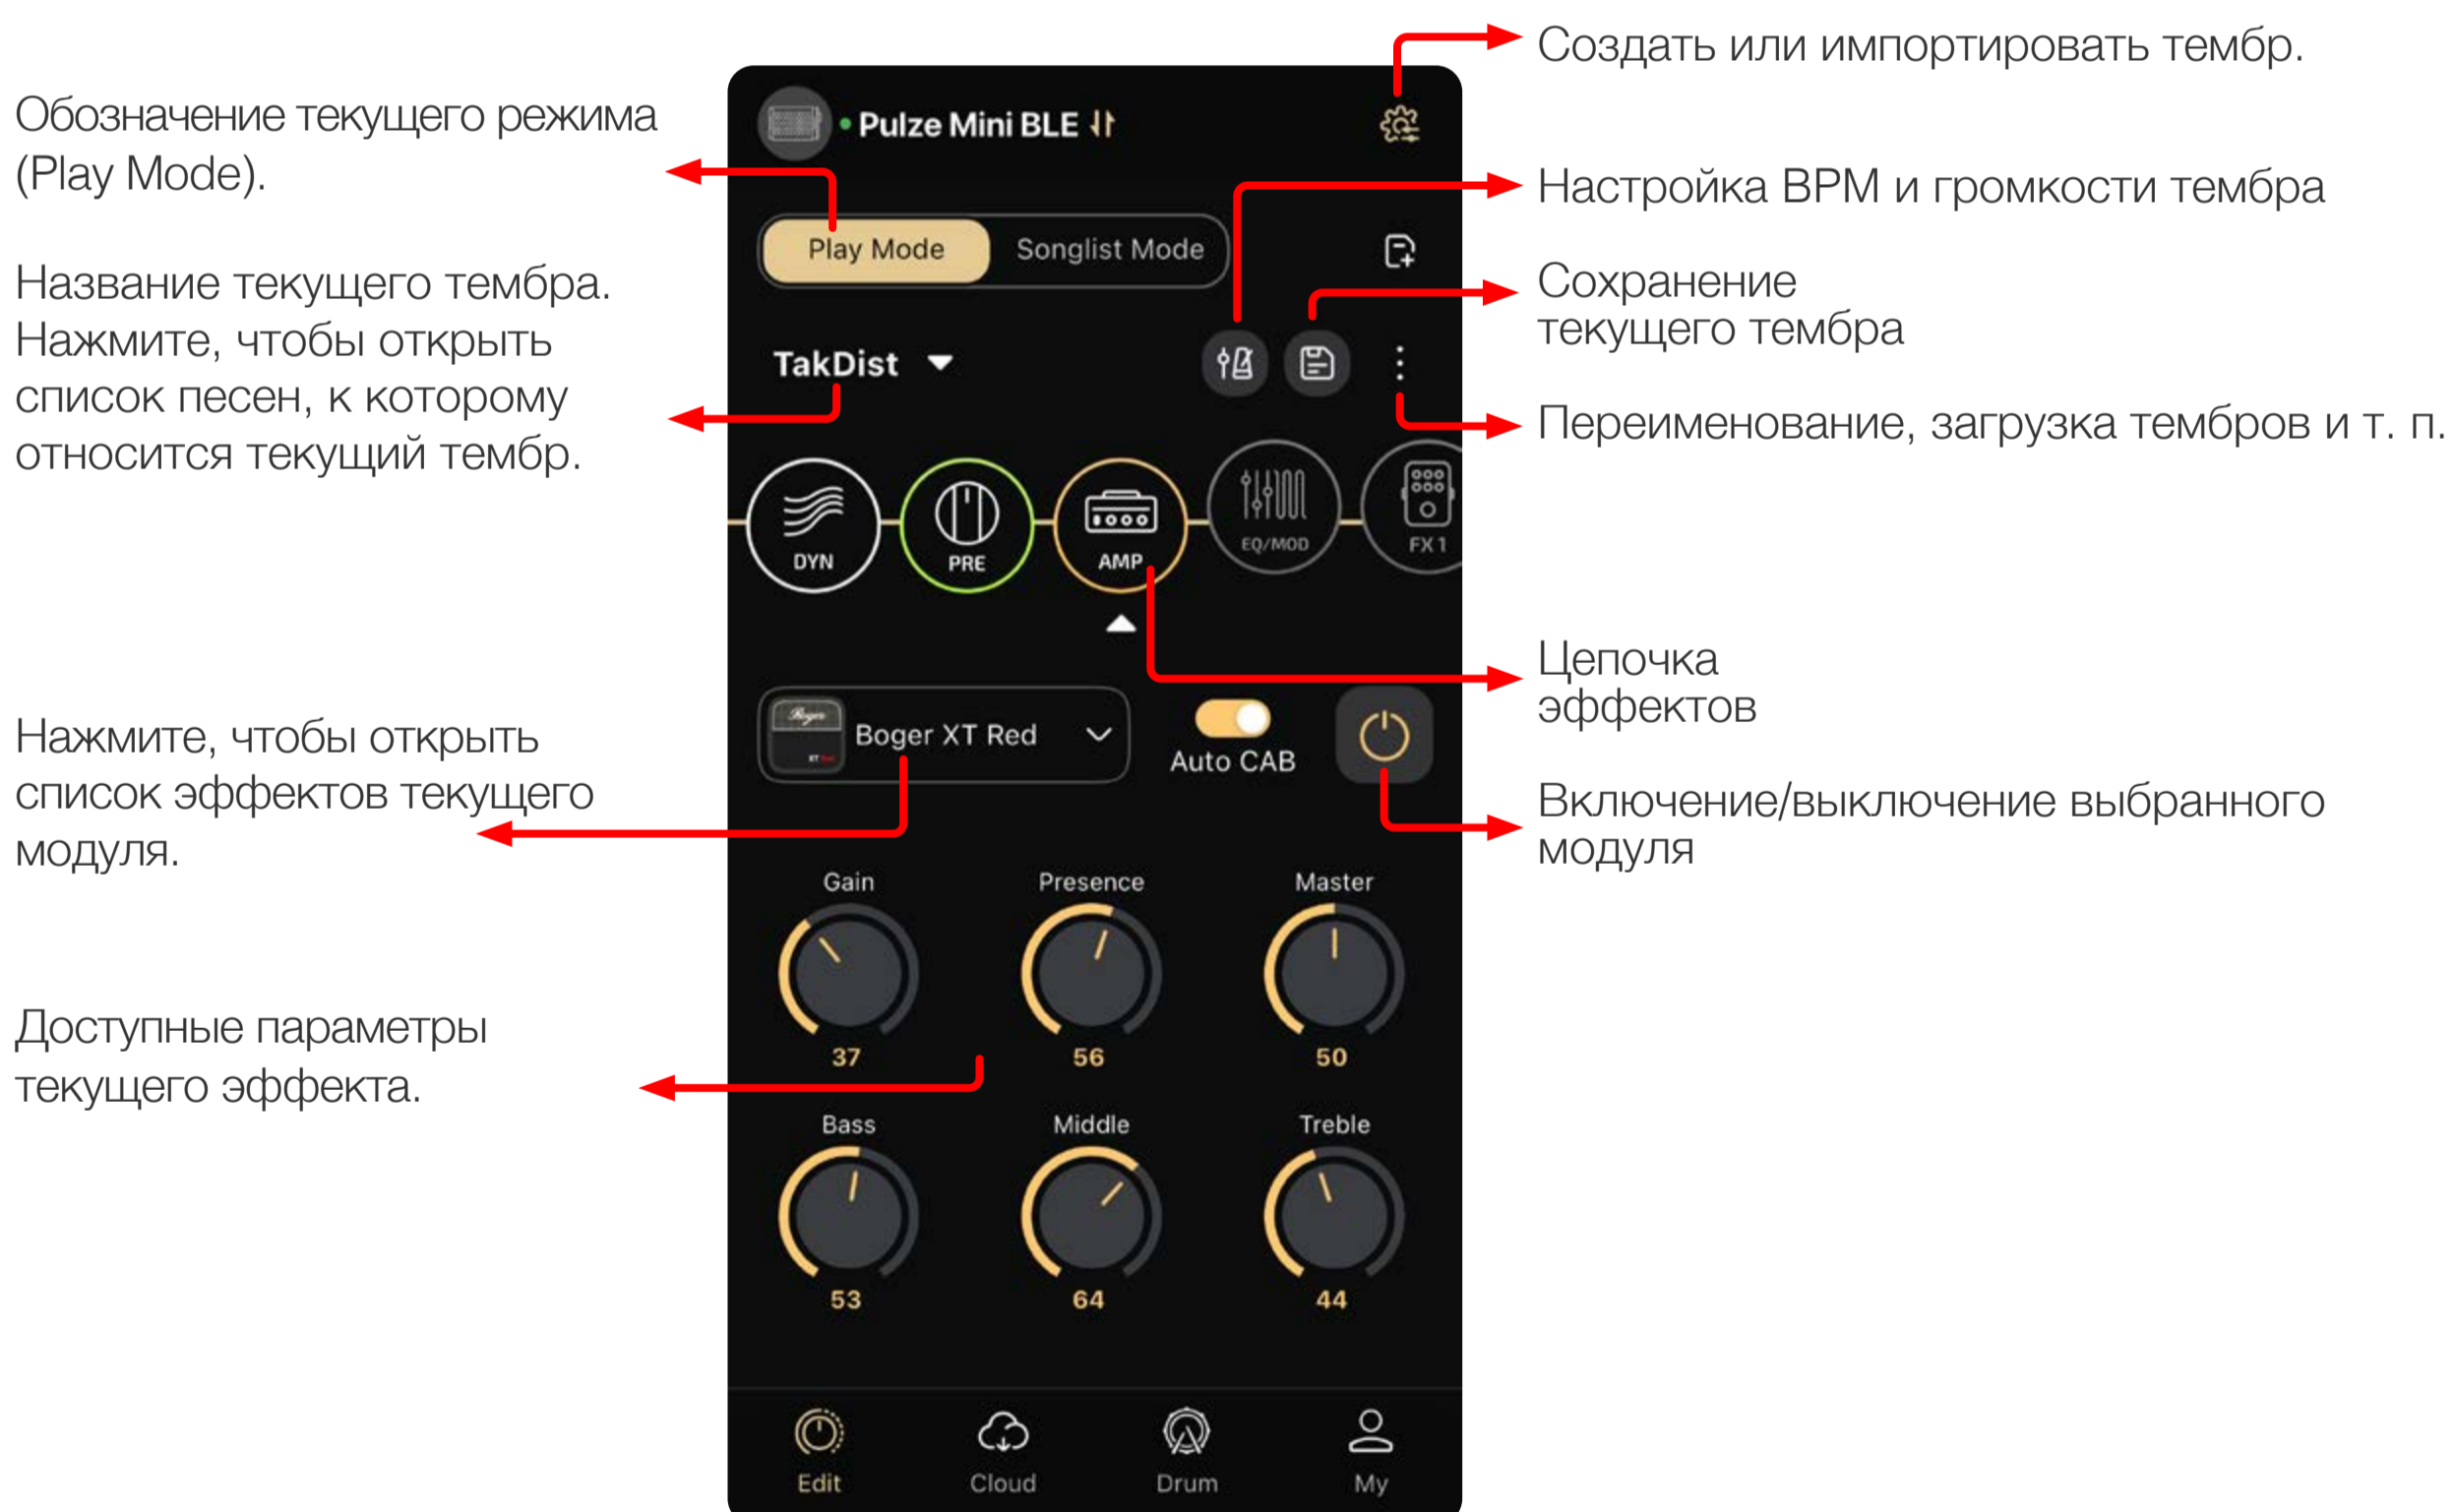 Создать или импортировать тембр.
Обозначение текущего режима
(Play Mode).
Pulze Mini BLE
Настройка BPM и громкости тембра
Play Mode
Songlist Mode
Название текущего тембра.
Нажмите, чтобы открыть
список песен, к которому
относится текущий тембр.
Сохранение
текущего тембра
TakDist
Переименование, загрузка тембров и т. п.
DYN
PRE
AMP
EQ/MOD
FX 1
Цепочка
эффектов
Нажмите, чтобы открыть
список эффектов текущего
модуля.
Boger
XT Red
Boger XT Red
Auto CAB
Включение/выключение выбранного
модуля
Gain
Presence
Master
37
56
50
Доступные параметры
текущего эффекта.
Bass
Middle
Treble
53
64
44
Edit
Cloud
Drum
My